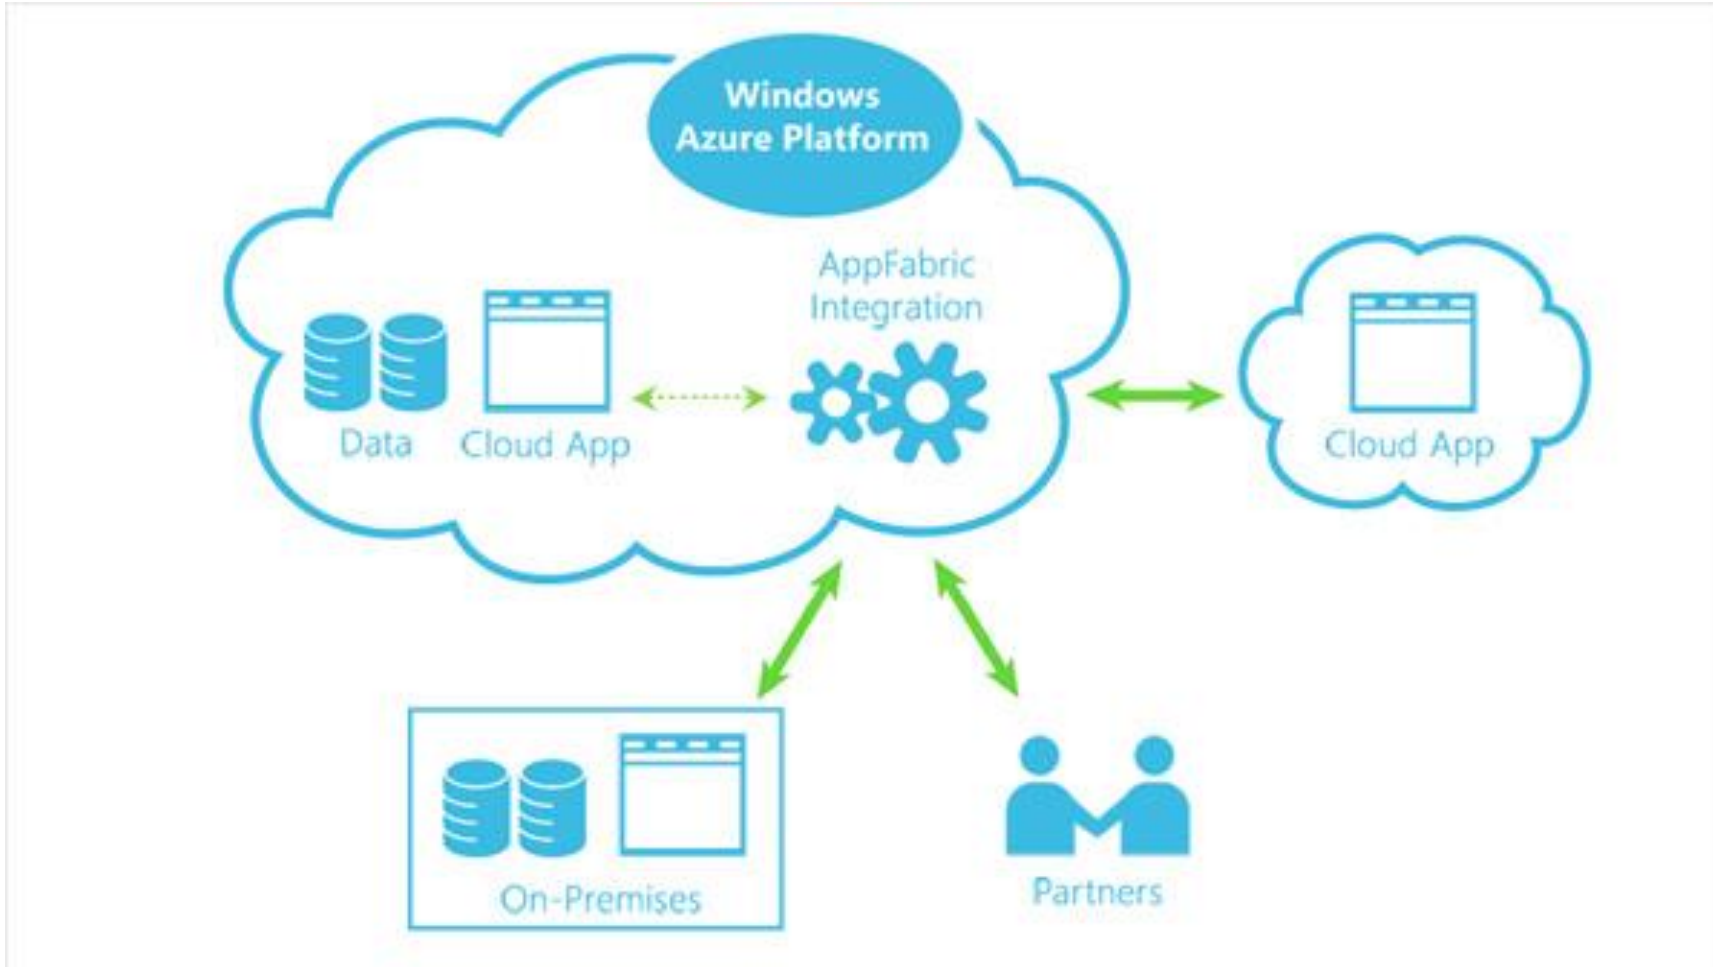 Windows
Azure Platform
AppFabric
Integration
Data
Cloud App
Cloud App
On-Premises
Partners